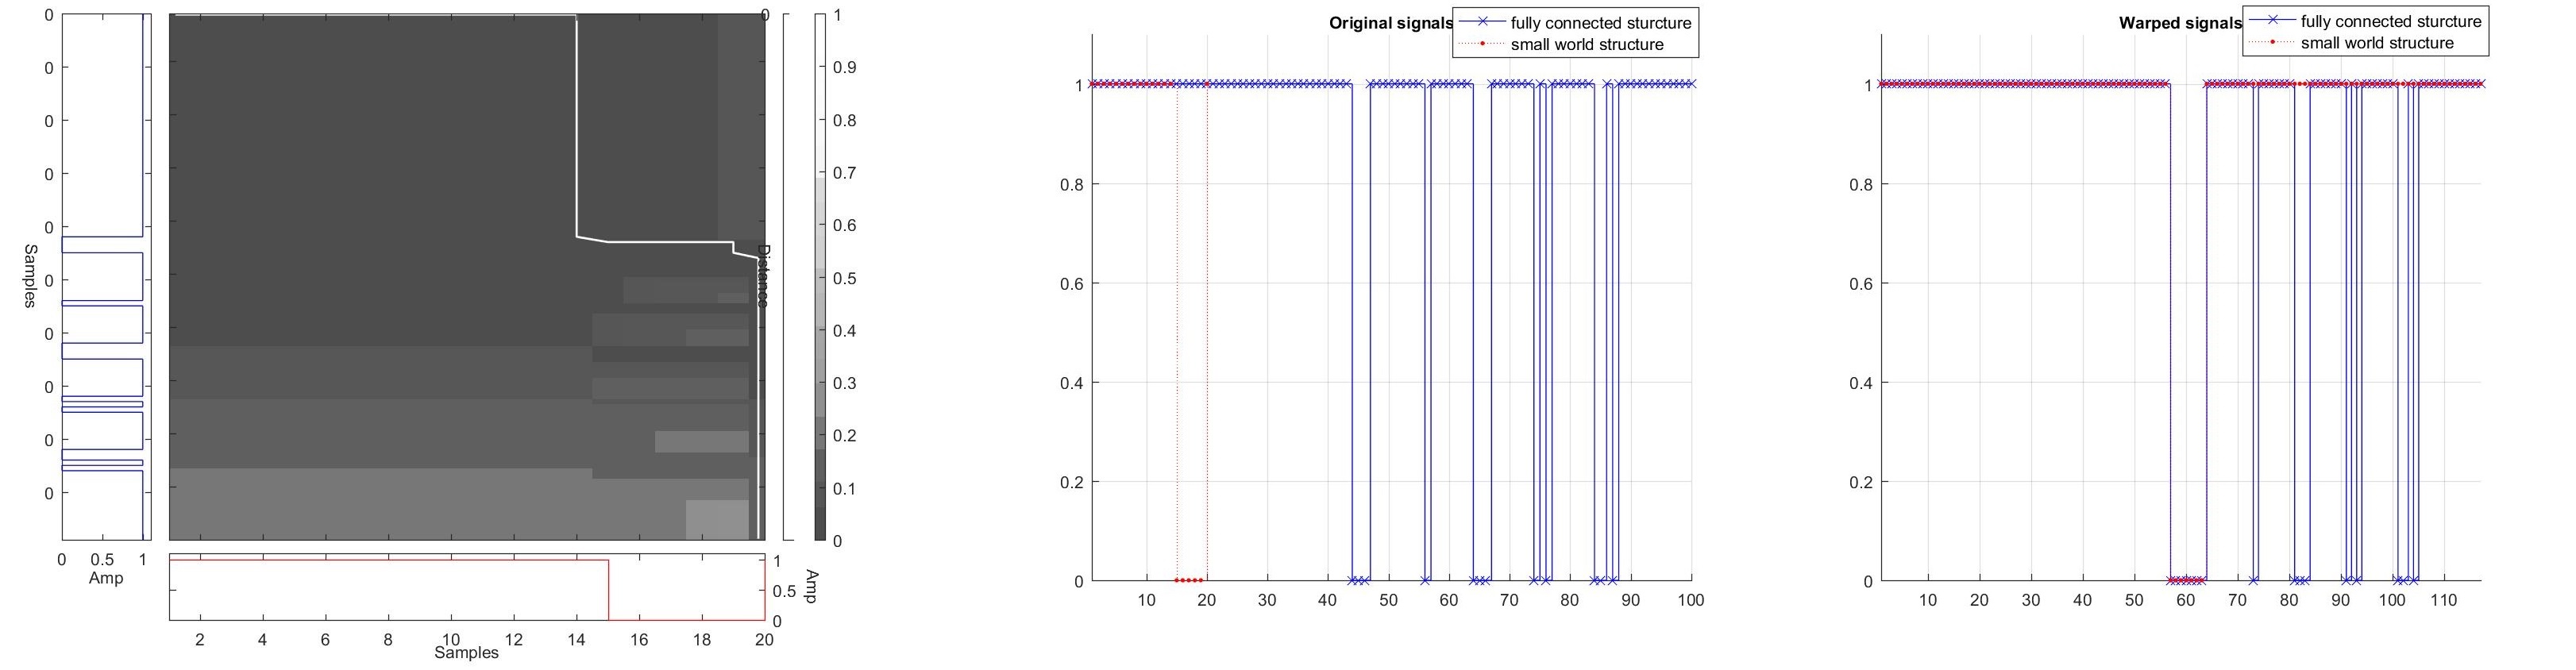 0
0
0
0
0
0
0
0
0
0
Samples
0 0.5 1
Amp
0
Distance
1
0.9
0.8
0.7
0.6
0.5
0.4
0.3
0.2
0.1
0
1
0.5
0
Amp
2 4 6 8 10 12 14 16 18 20
Samples
Original signals
fully connected sturcture
small world structure
1
0.8
0.6
0.4
0.2
0
10 20 30 40 50 60 70 80 90 100
Warped signals
fully connected sturcture
small world structure
1
0.8
0.6
0.4
0.2
0
10 20 30 40 50 60 70 80 90 100 110